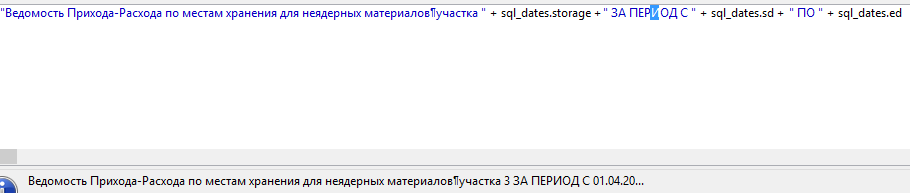 "Ведомость Прихода-Расхода по местам хранения для неядерных материалов¶участка " + sql_dates.storage + " ЗА ПЕРИОД С " + sql_dates.sd + " ПО " + sql_dates.ed
Ведомость Прихода-Расхода по местам хранения для неядерных материалов¶участка 3 ЗА ПЕРИОД С 01.04.20...